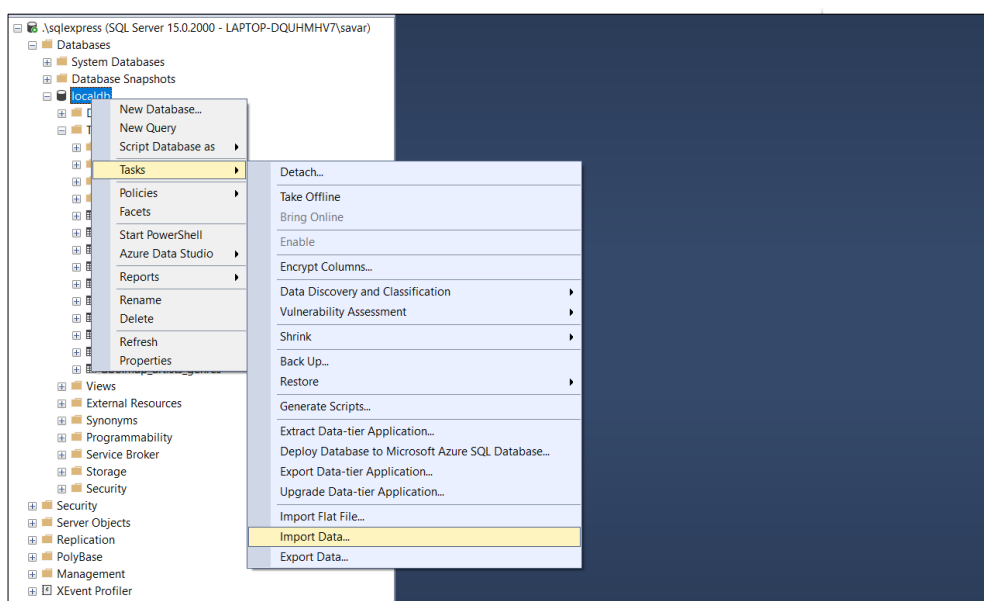 .\sqlexpress (SQL Server 15.0.2000 - LAPTOP-DQUHMHV7\savar)
Databases
System Databases
Database Snapshots
localdb
New Database...
New Query
Script Database as
Tasks
Policies
Facets
Start PowerShell
Azure Data Studio
Reports
Rename
Delete
Refresh
Properties
Detach...
Take Offline
Bring Online
Enable
Encrypt Columns...
Data Discovery and Classification
Vulnerability Assessment
Shrink
Back Up...
Restore
Generate Scripts...
Extract Data-tier Application...
Deploy Database to Microsoft Azure SQL Database...
Export Data-tier Application...
Upgrade Data-tier Application...
Import Flat File...
Import Data...
Export Data...
Views
External Resources
Synonyms
Programmability
Service Broker
Storage
Security
Security
Server Objects
Replication
PolyBase
Management
XEvent Profiler